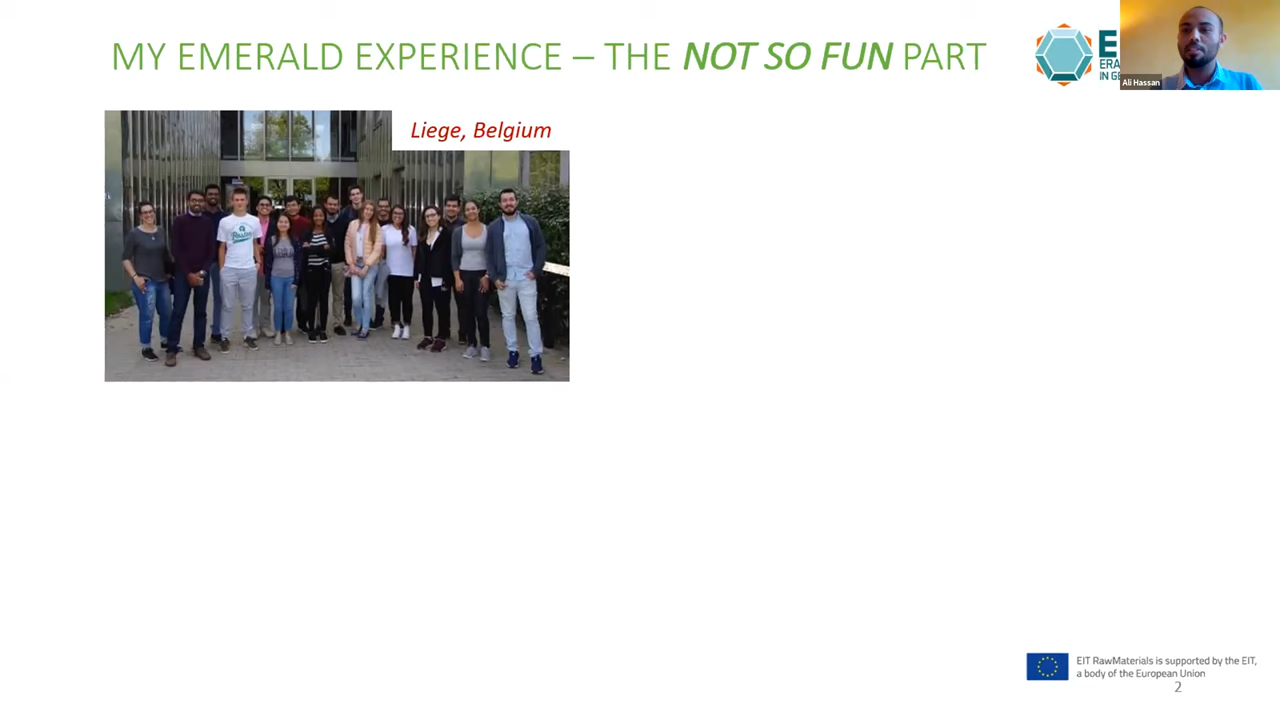 MY EMERALD EXPERIENCE – THE NOT SO FUN PART
Ali Hassan
Liege, Belgium
EIT RawMaterials is supported by the EIT,
a body of the European Union
2